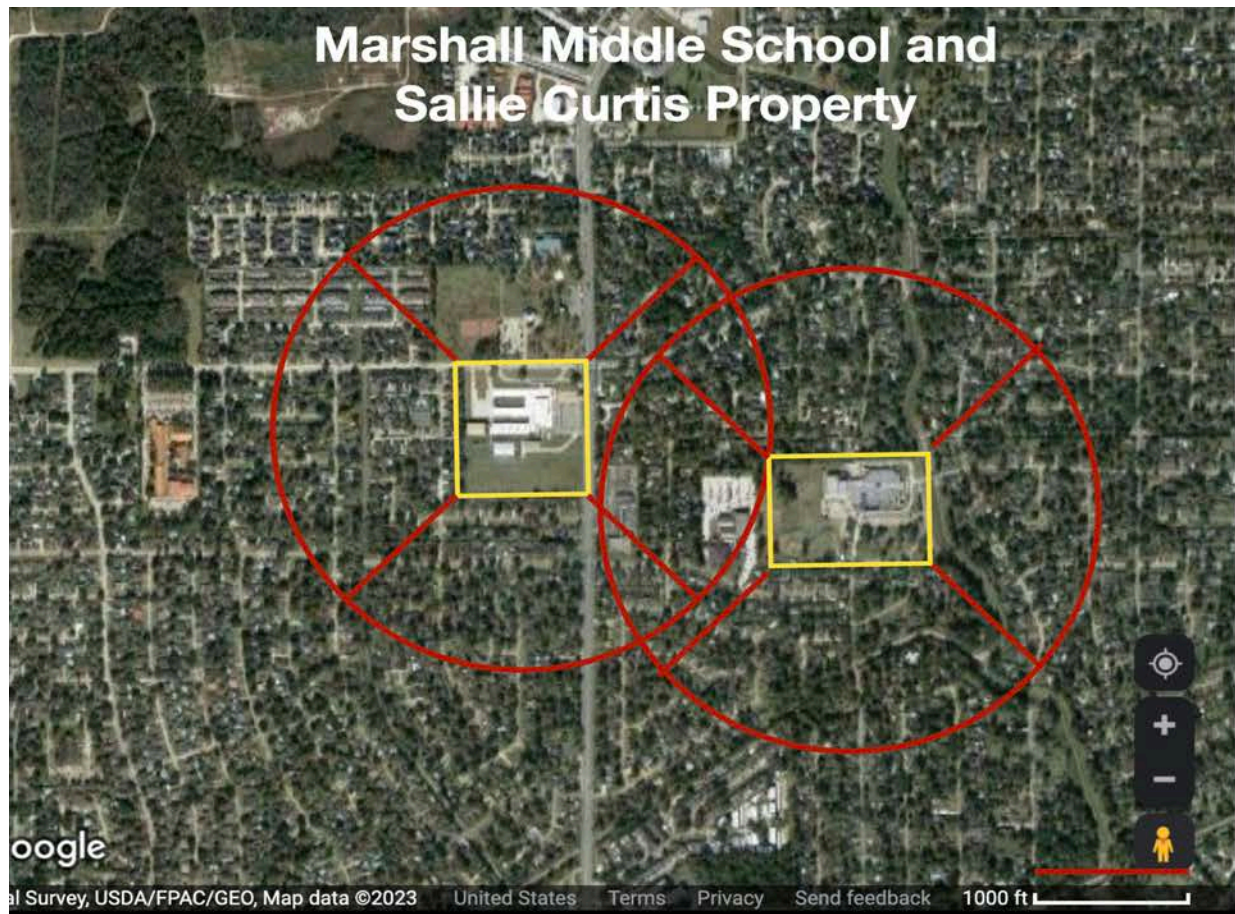 Marshall Middle School and
Sallie Curtis Property
oogle
al Survey, USDA/FPAC/GEO, Map data ©2023 United States Terms Privacy Send feedback 1000 ft